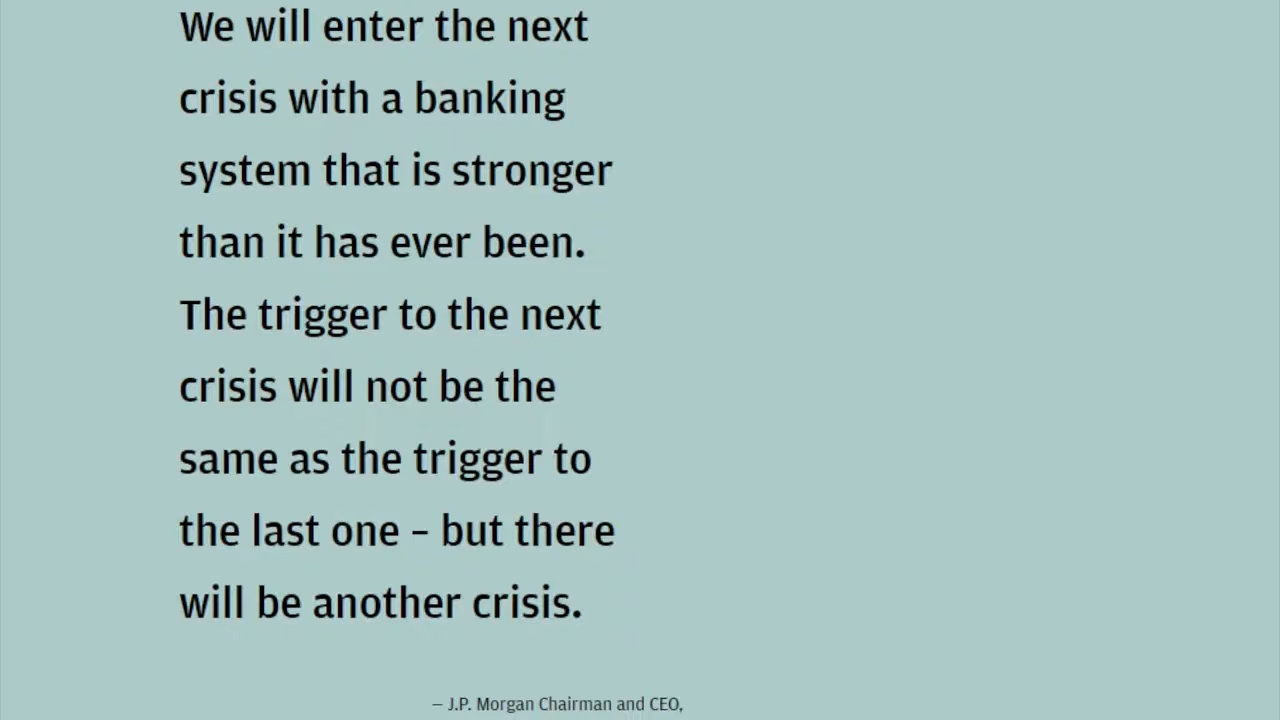 We will enter the next
crisis with a banking
system that is stronger
than it has ever been.
The trigger to the next
crisis will not be the
same as the trigger to
the last one – but there
will be another crisis.
– J.P. Morgan Chairman and CEO,